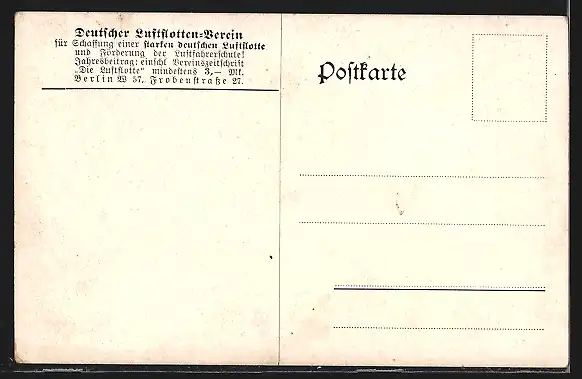 Deutscher Luftflotten-Verein
für Schaffung einer starken deutschen Luftflotte
und Förderung der Luftfahrerschule!
Jahresbeitrag: einschl Vereinszeitschrift
„Die Luftflotte“ mindestens 3,— Mk.
Berlin W 57. Frobenstraße 27.
Postkarte